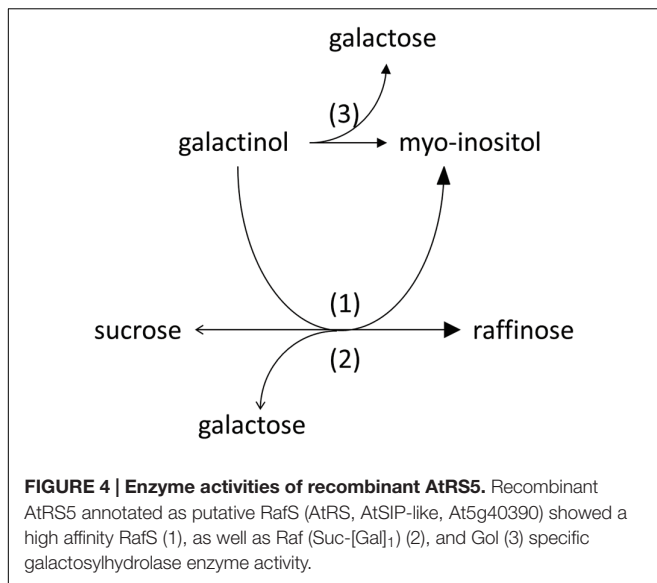 galactose
(3)
galactinol
myo-inositol
(1)
sucrose
raffinose
(2)
galactose
FIGURE 4 | Enzyme activities of recombinant AtRS5. Recombinant
AtRS5 annotated as putative RafS (AtRS, AtSIP-like, At5g40390) showed a
high affinity RafS (1), as well as Raf (Suc-[Gal]₁) (2), and Gol (3) specific
galactosylhydrolase enzyme activity.